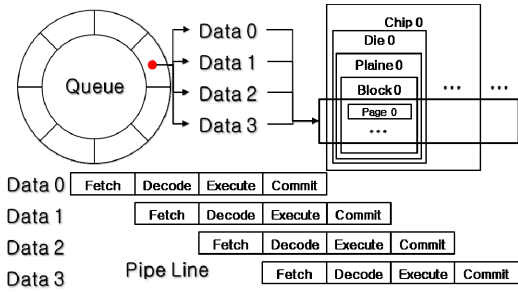 Queue
Data 0
Data 1
Data 2
Data 3
Chip 0
Die 0
Plaine 0
Block 0
Page 0
...
... ...
Data 0 Fetch Decode Execute Commit
Data 1 Fetch Decode Execute Commit
Data 2 Fetch Decode Execute Commit
Data 3 Pipe Line Fetch Decode Execute Commit